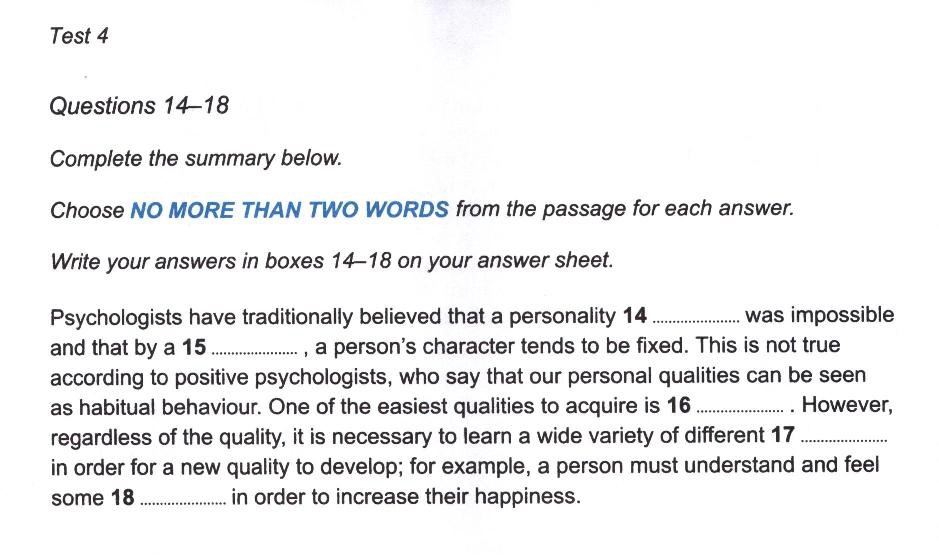 Test 4
Questions 14–18
Complete the summary below.
Choose NO MORE THAN TWO WORDS from the passage for each answer.
Write your answers in boxes 14–18 on your answer sheet.
Psychologists have traditionally believed that a personality 14 ...................... was impossible
and that by a 15 ...................... , a person's character tends to be fixed. This is not true
according to positive psychologists, who say that our personal qualities can be seen
as habitual behaviour. One of the easiest qualities to acquire is 16 ...................... . However,
regardless of the quality, it is necessary to learn a wide variety of different 17 ......................
in order for a new quality to develop; for example, a person must understand and feel
some 18 ...................... in order to increase their happiness.